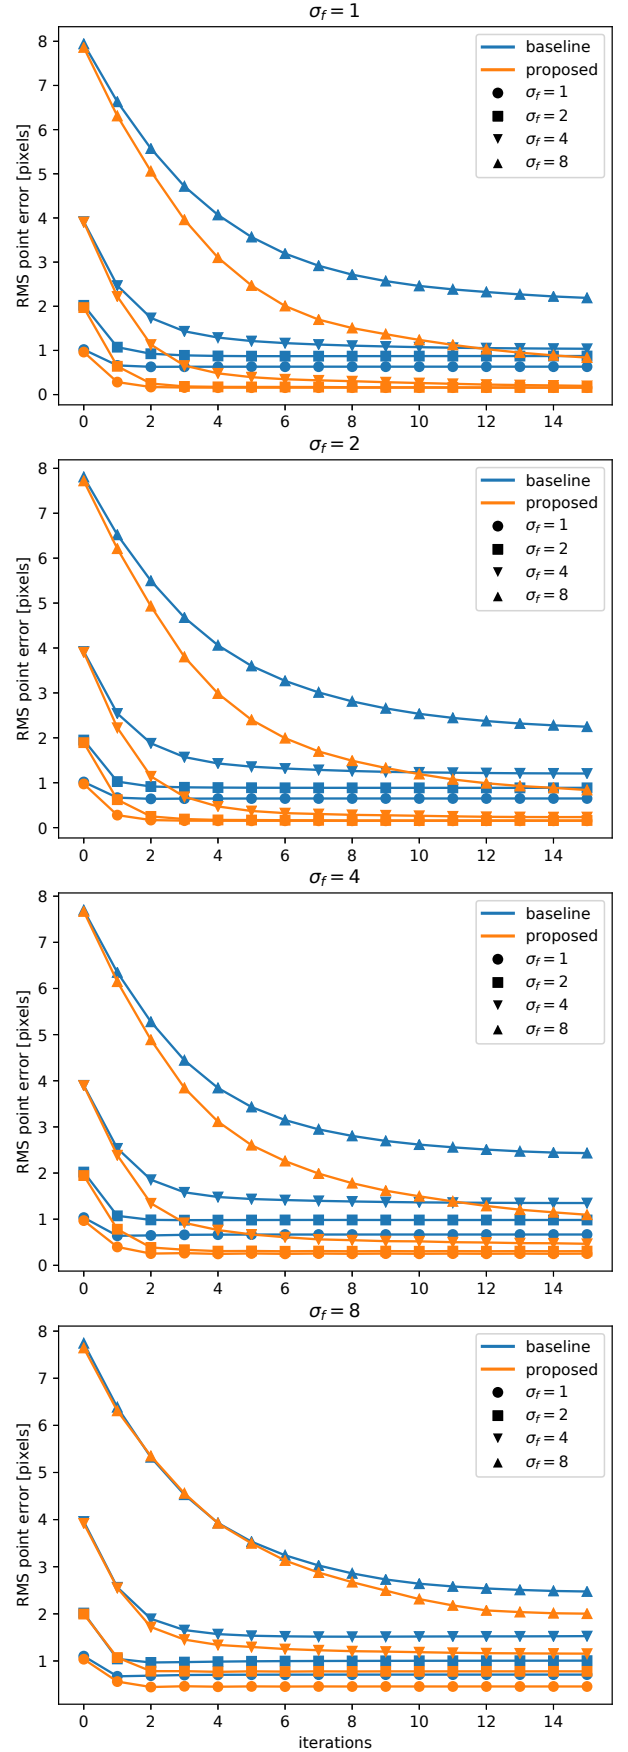 σf = 1
8
7
6
5
4
3
2
1
0
RMS point error [pixels]
baseline
proposed
σf = 1
σf = 2
σf = 4
σf = 8
0 2 4 6 8 10 12 14
σf = 2
8
7
6
5
4
3
2
1
0
RMS point error [pixels]
baseline
proposed
σf = 1
σf = 2
σf = 4
σf = 8
0 2 4 6 8 10 12 14
σf = 4
8
7
6
5
4
3
2
1
0
RMS point error [pixels]
baseline
proposed
σf = 1
σf = 2
σf = 4
σf = 8
0 2 4 6 8 10 12 14
σf = 8
8
7
6
5
4
3
2
1
RMS point error [pixels]
baseline
proposed
σf = 1
σf = 2
σf = 4
σf = 8
0 2 4 6 8 10 12 14
iterations